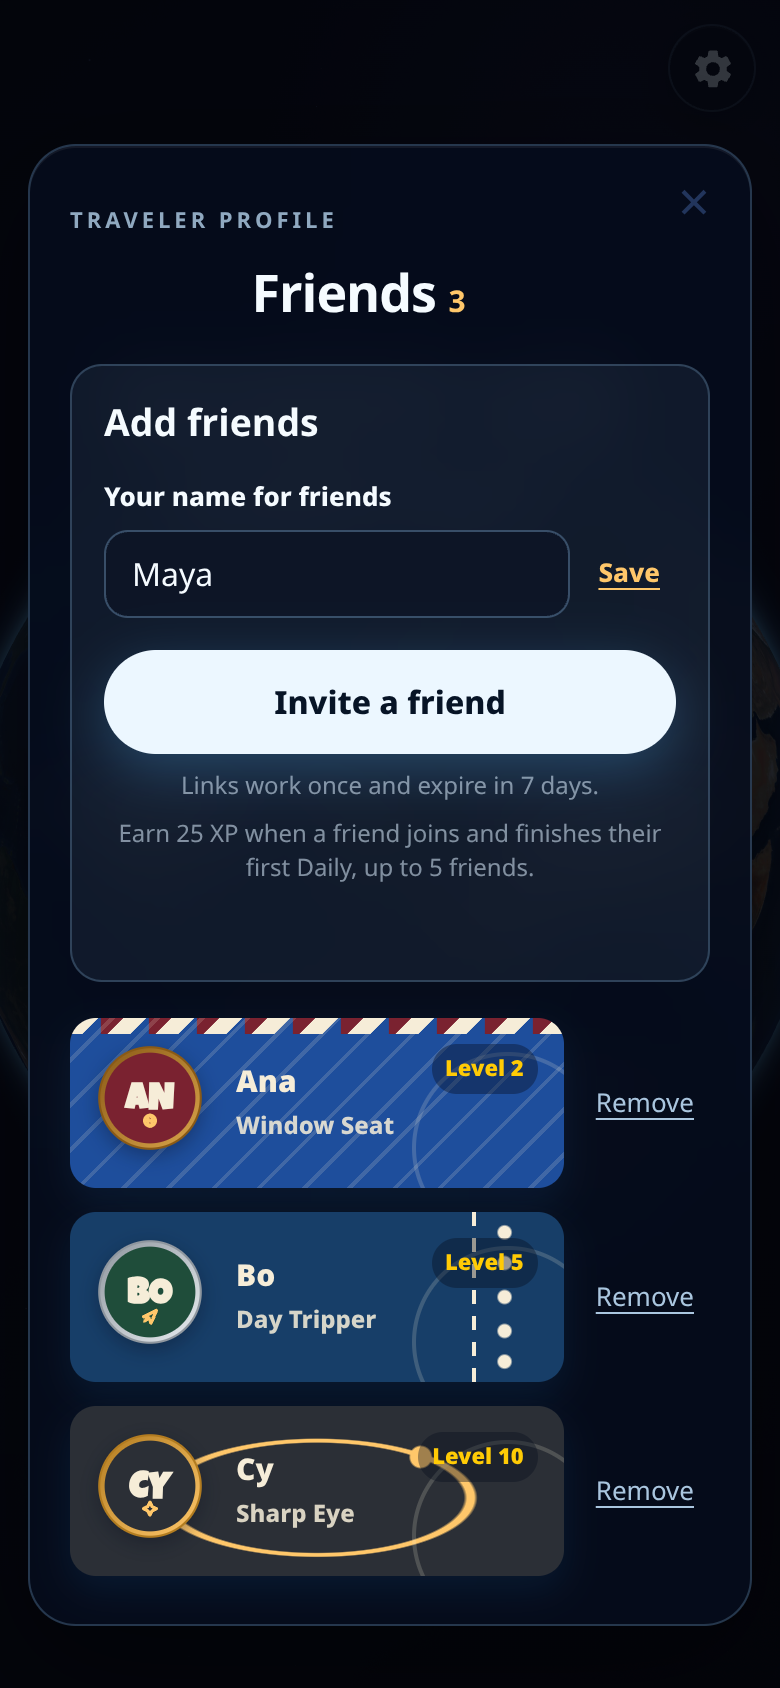 TRAVELER PROFILE
Friends 3
Add friends
Your name for friends
Maya
Save
Invite a friend
Links work once and expire in 7 days.
Earn 25 XP when a friend joins and finishes their
first Daily, up to 5 friends.
AN
Ana
Window Seat
Level 2
Remove
BO
Bo
Day Tripper
Level 5
Remove
CY
Cy
Sharp Eye
Level 10
Remove